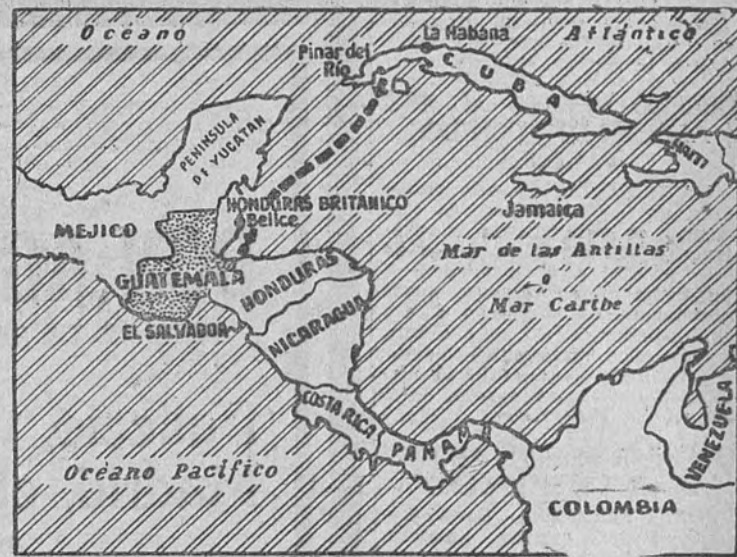 Océano
La Habana
Atlántico
Pinar del
Río
CUBA
HAITI
PENINSULA
DE YUCATAN
HONDURAS BRITANICO
Belice
Jamaica
MEJICO
Mar de las Antillas
o
Mar Caribe
GUATEMALA
HONDURAS
EL SALVADOR
NICARAGUA
COSTA RICA
PANAMA
VENEZUELA
Océano Pacífico
COLOMBIA